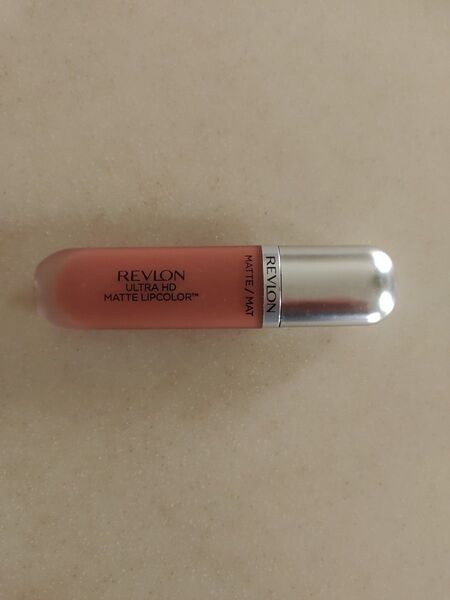 REVLON
ULTRA HD
MATTE LIPCOLOR™
MATTE/MAT
REVLON